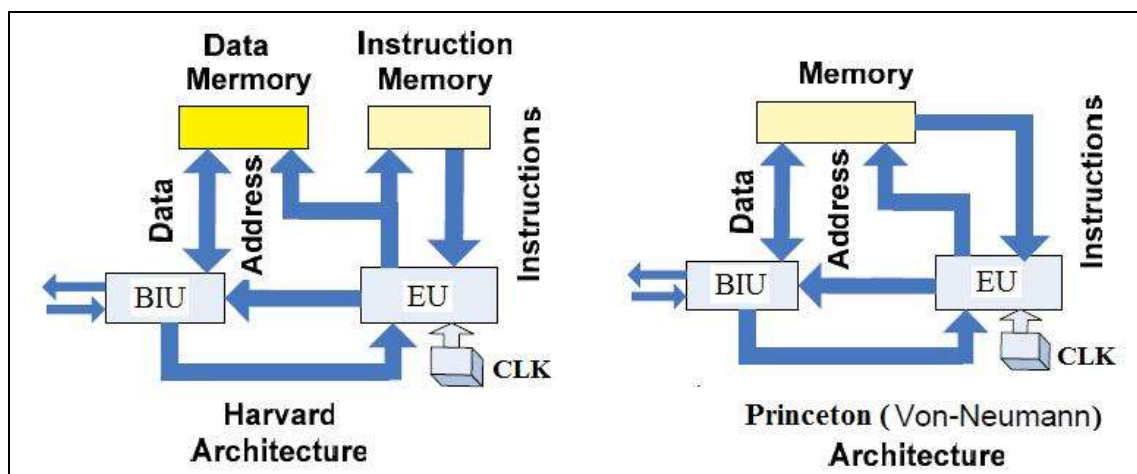 Data
Mermory
Instruction
Memory
Data
Address
Instructions
BIU
EU
CLK
Harvard
Architecture
Memory
Data
Address
Instructions
BIU
EU
CLK
Princeton ( Von-Neumann)
Architecture